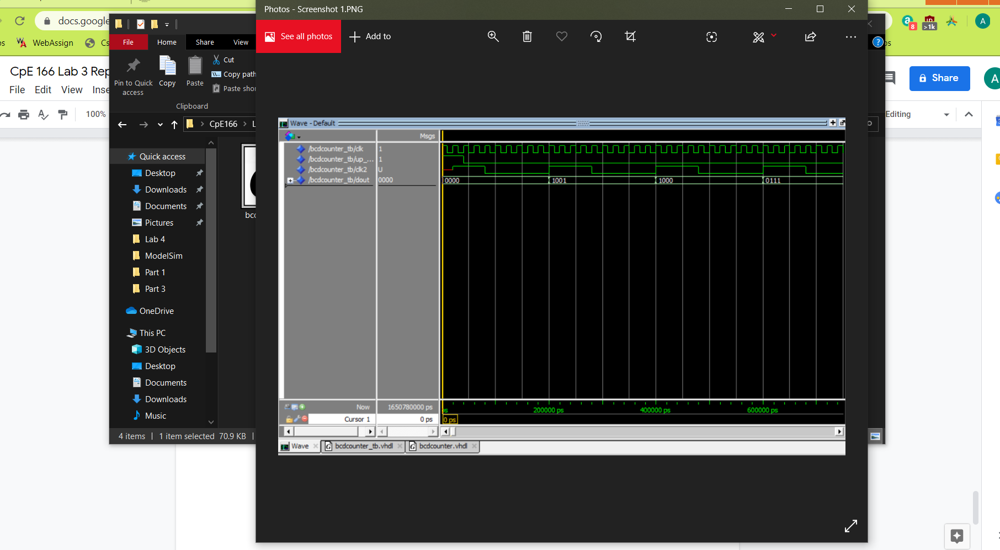 Photos - Screenshot 1.PNG
docs.google
8
>1k
A
WebAssign
Cs
See all photos
Add to
File
Home
Share
View
CpE 166 Lab 3 Rep
File
Edit
View
Inse
Pin to Quick
access
Copy
Paste
Cut
Copy path
Paste shor
Clipboard
Share
A
100%
CpE166
L
Editing
Quick access
Desktop
Downloads
Documents
Pictures
Lab 4
ModelSim
Part 1
Part 3
OneDrive
This PC
3D Objects
Desktop
Documents
Downloads
Music
bcc
4 items
1 item selected 70.9 KB
Wave - Default
Msgs
/bcdcounter_tb/clk
1
/bcdcounter_tb/up_...
1
/bcdcounter_tb/clk2
U
/bcdcounter_tb/dout
0000
0000
1001
1000
0111
Now
1650780000 ps
ps
200000 ps
400000 ps
600000 ps
Cursor 1
0 ps
0 ps
Wave
bcdcounter_tb.vhdl
bcdcounter.vhdl